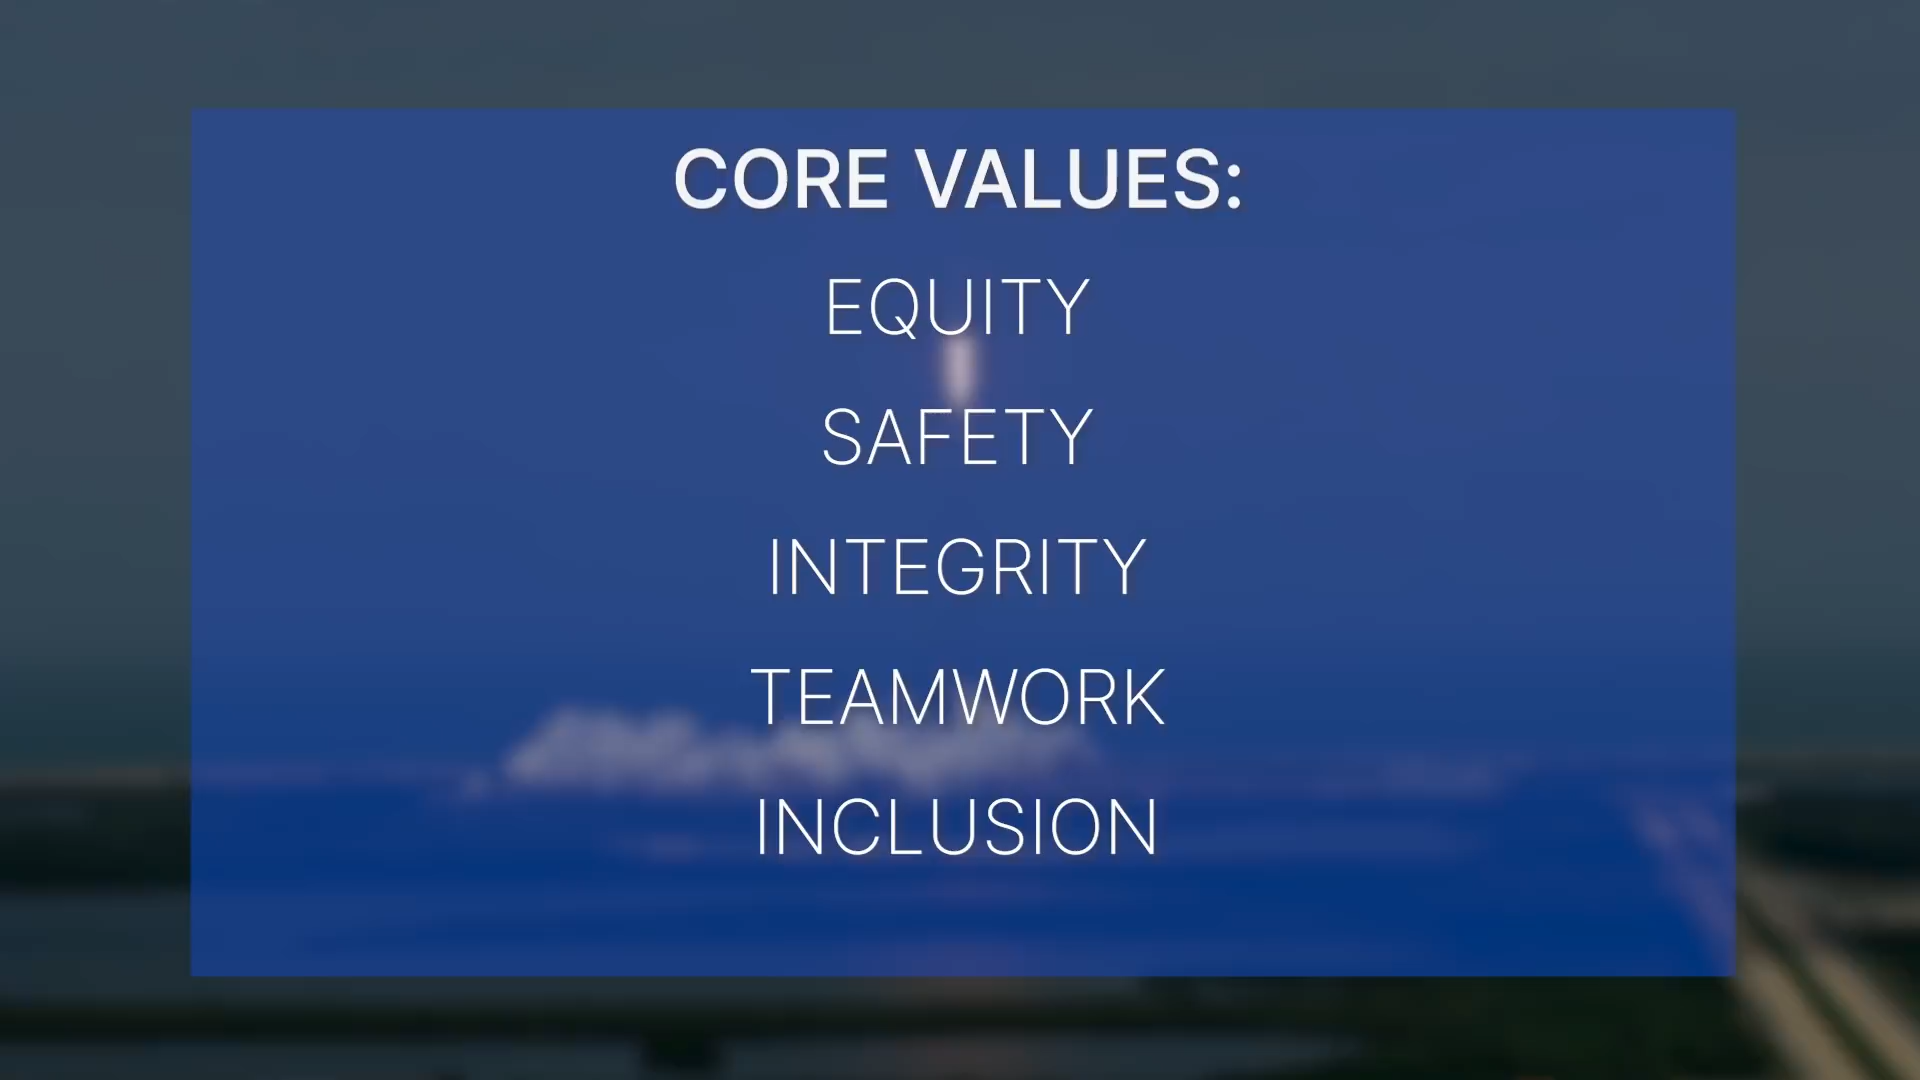 CORE VALUES:
EQUITY
SAFETY
INTEGRITY
TEAMWORK
INCLUSION